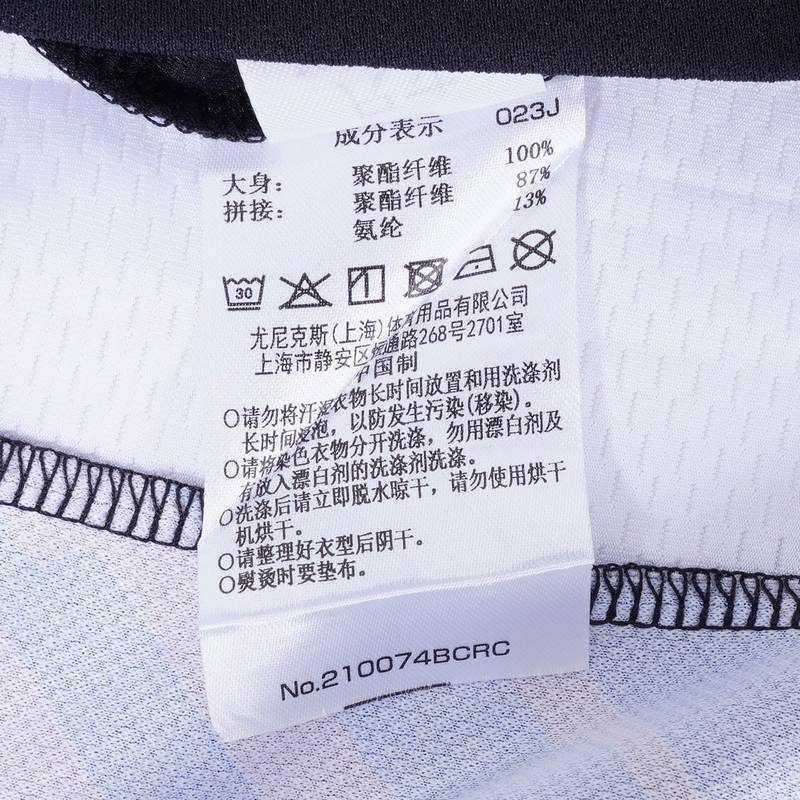 成分表示 023J
大身: 聚酯纤维 100%
拼接: 聚酯纤维 87%
氨纶 13%
30
尤尼克斯(上海)体育用品有限公司
上海市静安区振通路268号2701室
中国制
○请勿将汗湿衣物长时间放置和用洗涤剂
长时间浸泡，以防发生污染(移染)。
○请将染色衣物分开洗涤，勿用漂白剂及
有放入漂白剂的洗涤剂洗涤。
○洗涤后请立即脱水晾干，请勿使用烘干
机烘干。
○请整理好衣型后阴干。
○熨烫时要垫布。
No.210074BCRC